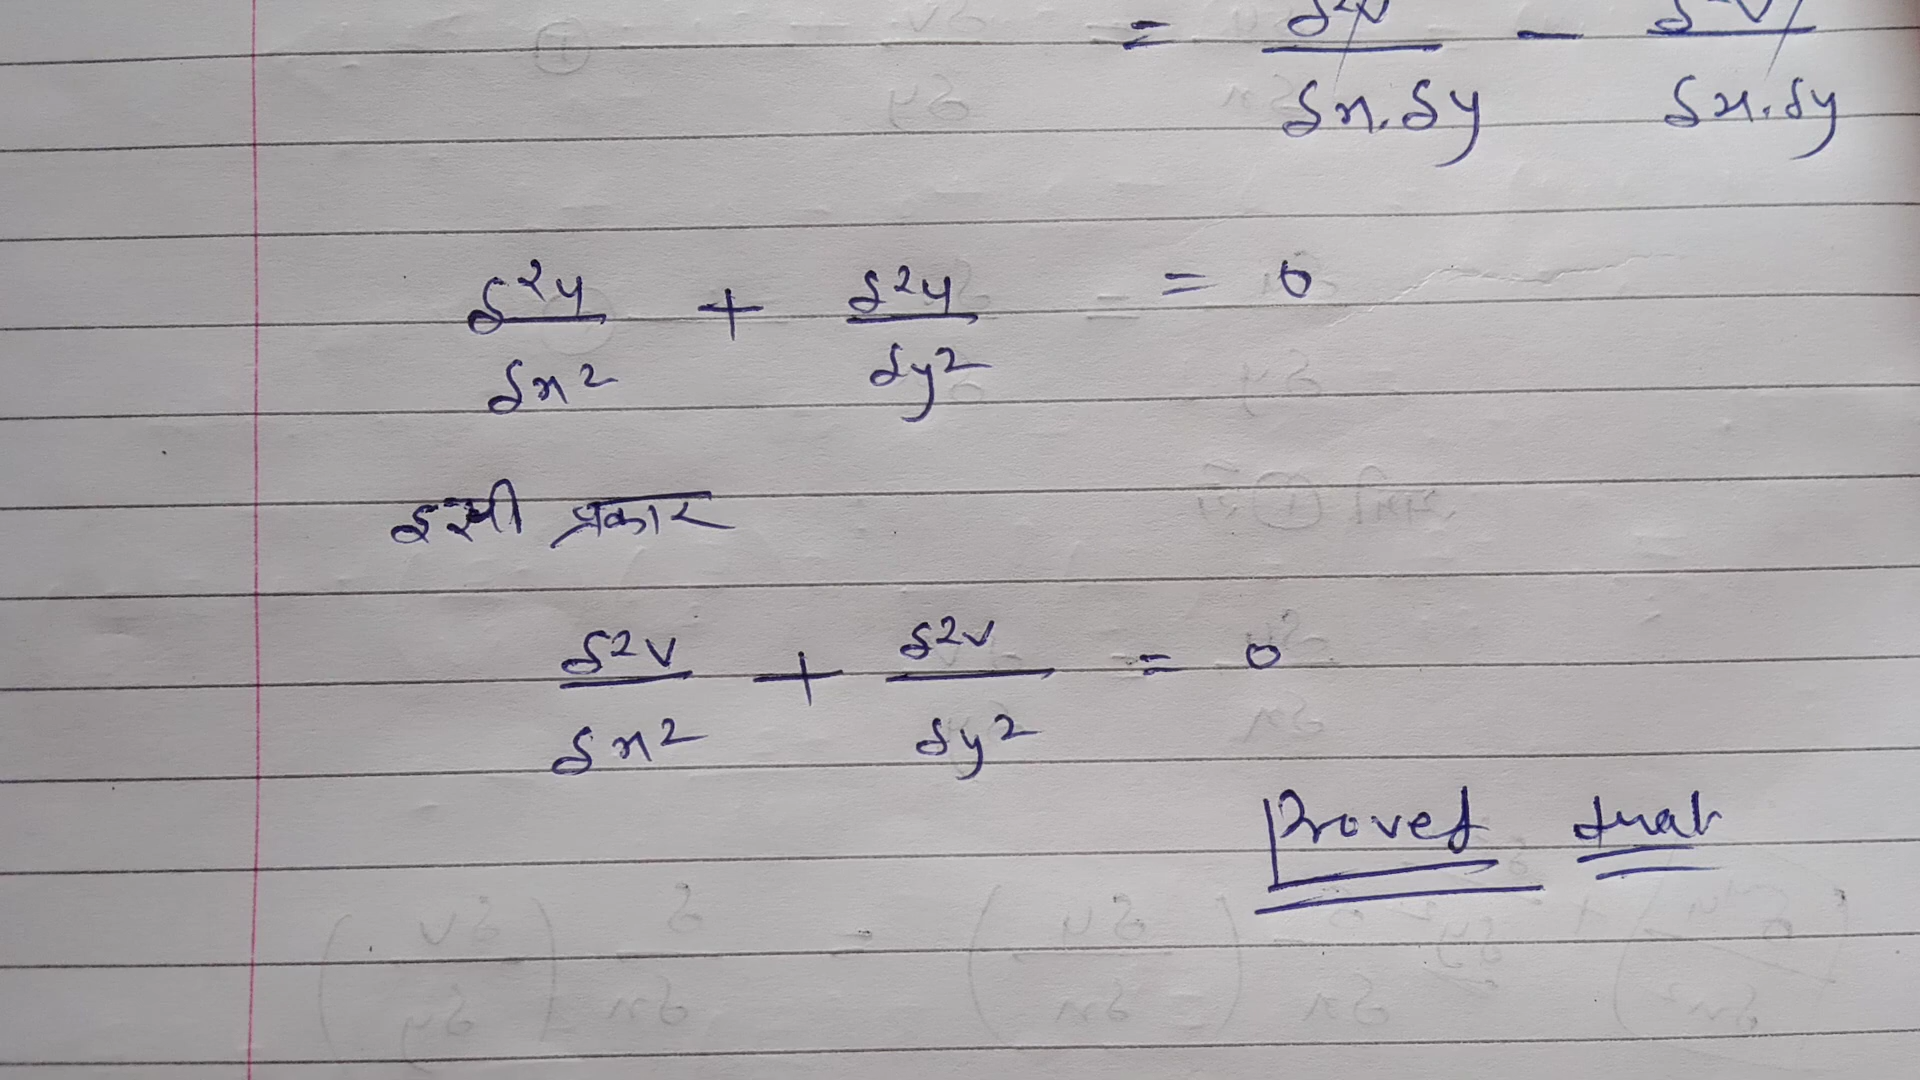 = δ²v/δx.δy - δ²v/δx.δy
δ²u/δx² + δ²u/δy² = 0
इसी प्रकार
δ²v/δx² + δ²v/δy² = 0
Proved that